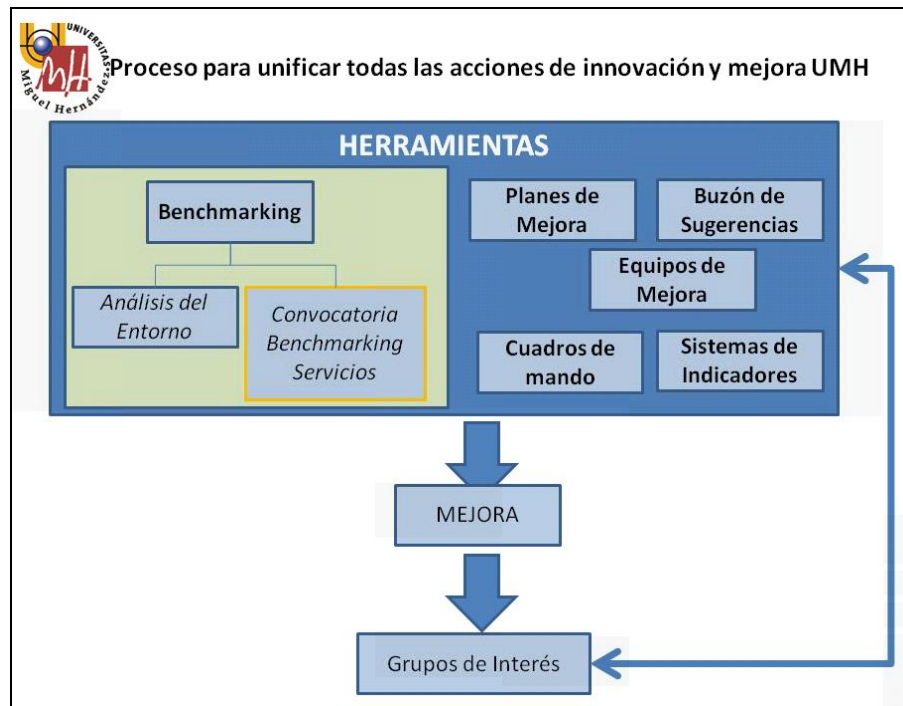 UNIVERSITAS
Miguel Hernández
Proceso para unificar todas las acciones de innovación y mejora UMH
HERRAMIENTAS
Benchmarking
Análisis del
Entorno
Convocatoria
Benchmarking
Servicios
Planes de
Mejora
Buzón de
Sugerencias
Equipos de
Mejora
Cuadros de
mando
Sistemas de
Indicadores
MEJORA
Grupos de Interés